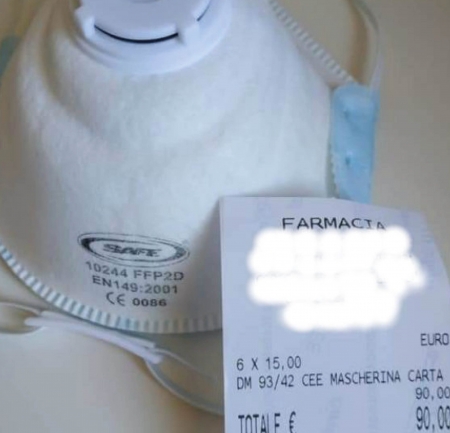 SAFE
10244 FFP2D
EN149:2001
CE 0086
FARMACIA
EURO
6 X 15,00
DM 93/42 CEE MASCHERINA CARTA
90,00
TOTALE € 90,00